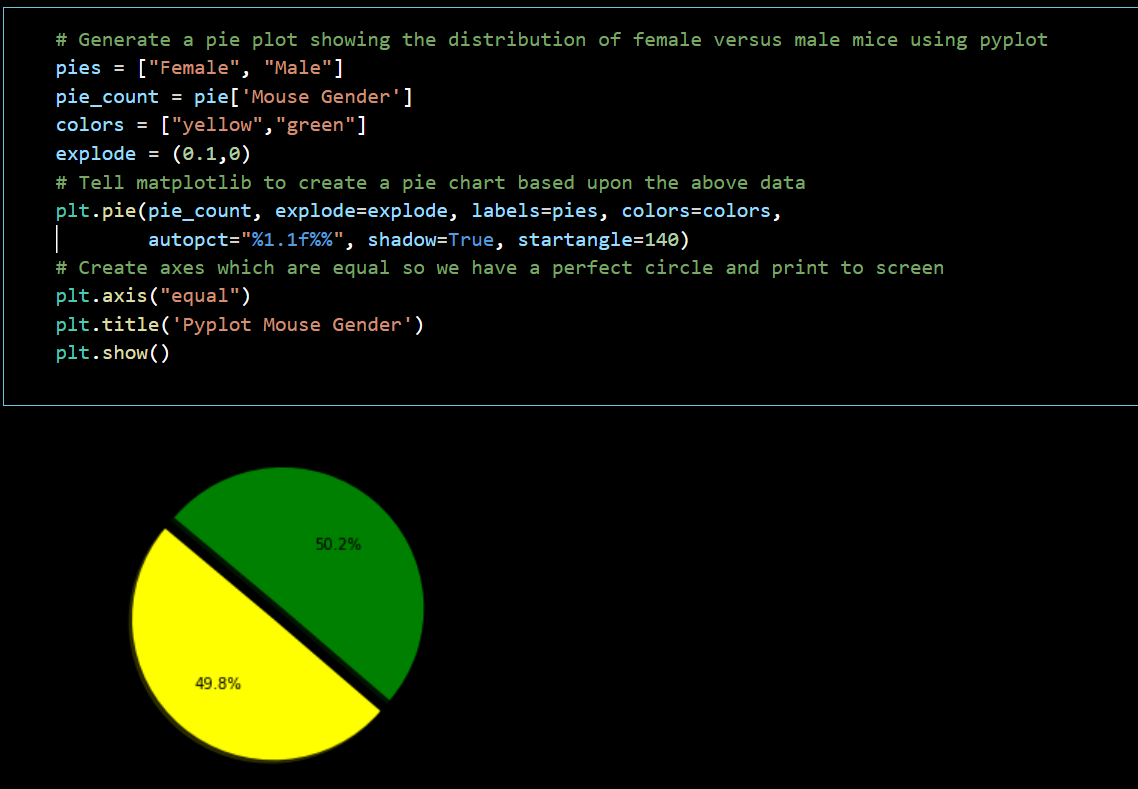 # Generate a pie plot showing the distribution of female versus male mice using pyplot
pies = ["Female", "Male"]
pie_count = pie['Mouse Gender']
colors = ["yellow","green"]
explode = (0.1,0)
# Tell matplotlib to create a pie chart based upon the above data
plt.pie(pie_count, explode=explode, labels=pies, colors=colors,
autopct="%1.1f%%", shadow=True, startangle=140)
# Create axes which are equal so we have a perfect circle and print to screen
plt.axis("equal")
plt.title('Pyplot Mouse Gender')
plt.show()
50.2%
49.8%